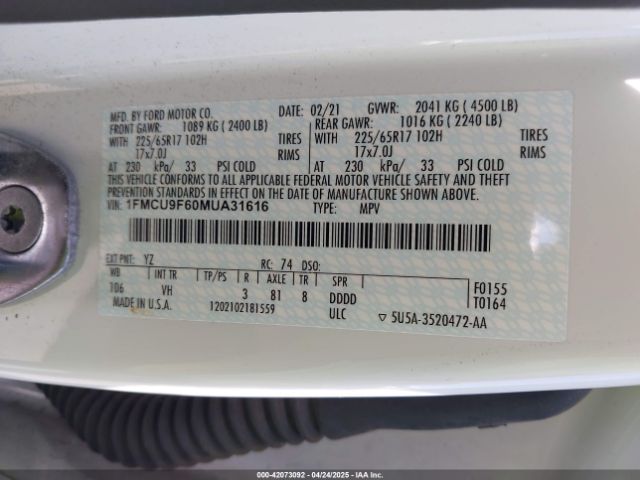 MFD. BY FORD MOTOR CO.
DATE: 02/21 GVWR: 2041 KG ( 4500 LB)
FRONT GAWR: 1089 KG ( 2400 LB) REAR GAWR: 1016 KG ( 2240 LB)
WITH 225/65R17 102H TIRES WITH 225/65R17 102H TIRES
17x7.0J RIMS 17x7.0J RIMS
AT 230 kPa/ 33 PSI COLD AT 230 kPa/ 33 PSI COLD
THIS VEHICLE CONFORMS TO ALL APPLICABLE FEDERAL MOTOR VEHICLE SAFETY AND THEFT
PREVENTION STANDARDS IN EFFECT ON THE DATE OF MANUFACTURE SHOWN ABOVE.
VIN: 1FMCU9F60MUA31616 TYPE: MPV
EXT PNT: YZ RC: 74 DSO:
WB INT TR TP/PS R AXLE TR SPR
106 VH 3 81 8 DDDD F0155
T0164
MADE IN U.S.A. 1202102181559 ULC ▽ 5U5A-3520472-AA
000-42073092 - 04/24/2025 - COPYRIGHT IAA, LLC.